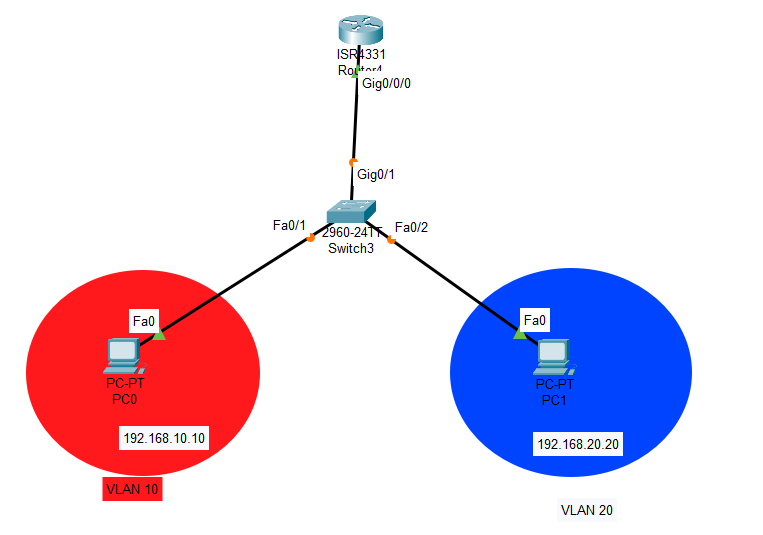 ISR4331
Router4
Gig0/0/0
Gig0/1
Fa0/1
Fa0/2
2960-24TT
Switch3
Fa0
PC-PT
PC0
192.168.10.10
VLAN 10
Fa0
PC-PT
PC1
192.168.20.20
VLAN 20